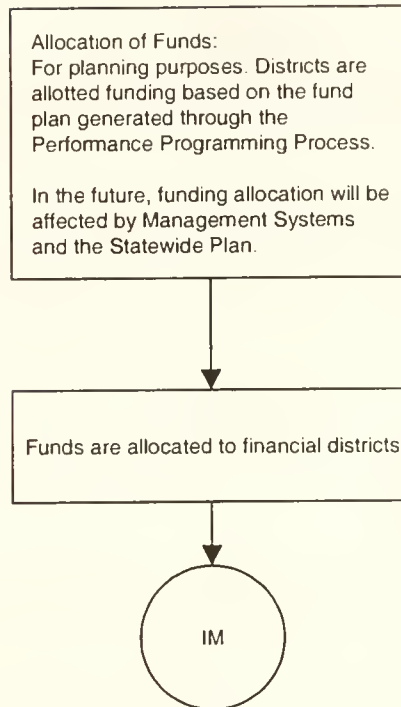 Allocation of Funds:
For planning purposes. Districts are
allotted funding based on the fund
plan generated through the
Performance Programming Process.
In the future, funding allocation will be
affected by Management Systems
and the Statewide Plan.
Funds are allocated to financial districts
IM